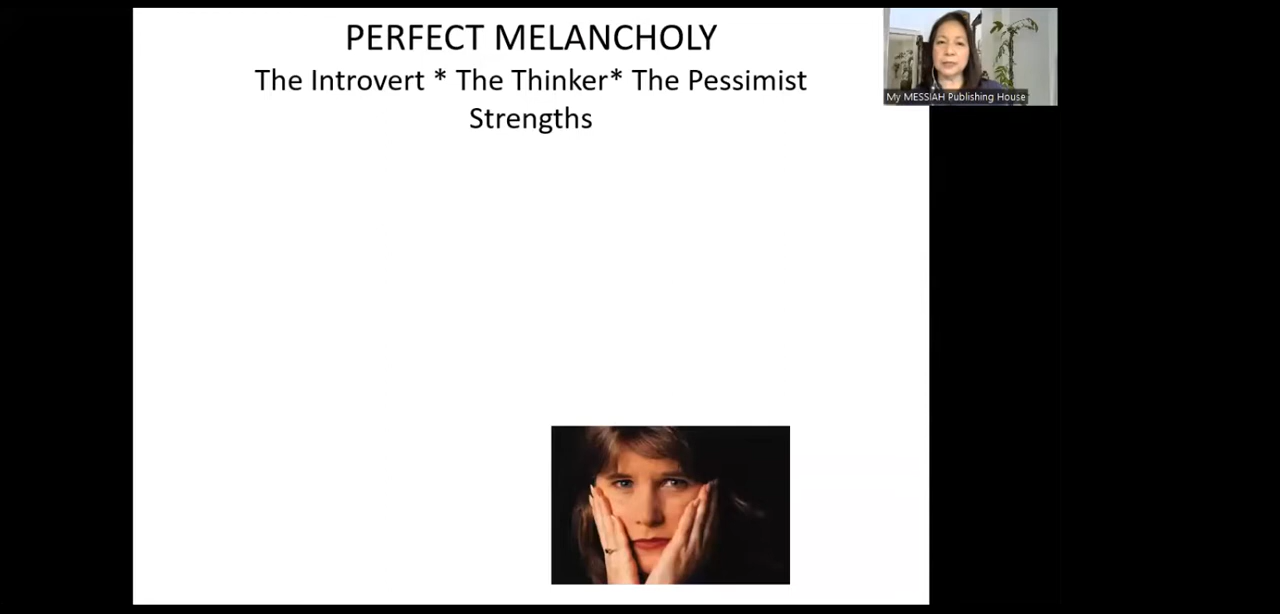 PERFECT MELANCHOLY
The Introvert * The Thinker* The Pessimist
Strengths
My MESSIAH Publishing House